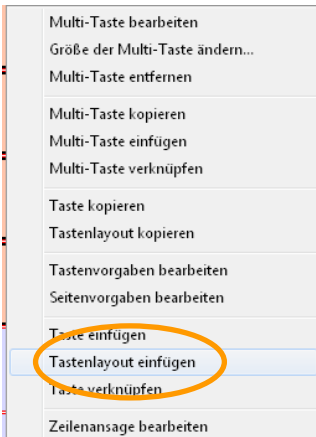 Multi-Taste bearbeiten
Größe der Multi-Taste ändern...
Multi-Taste entfernen
Multi-Taste kopieren
Multi-Taste einfügen
Multi-Taste verknüpfen
Taste kopieren
Tastenlayout kopieren
Tastenvorgaben bearbeiten
Seitenvorgaben bearbeiten
Taste einfügen
Tastenlayout einfügen
Taste verknüpfen
Zeilenansage bearbeiten